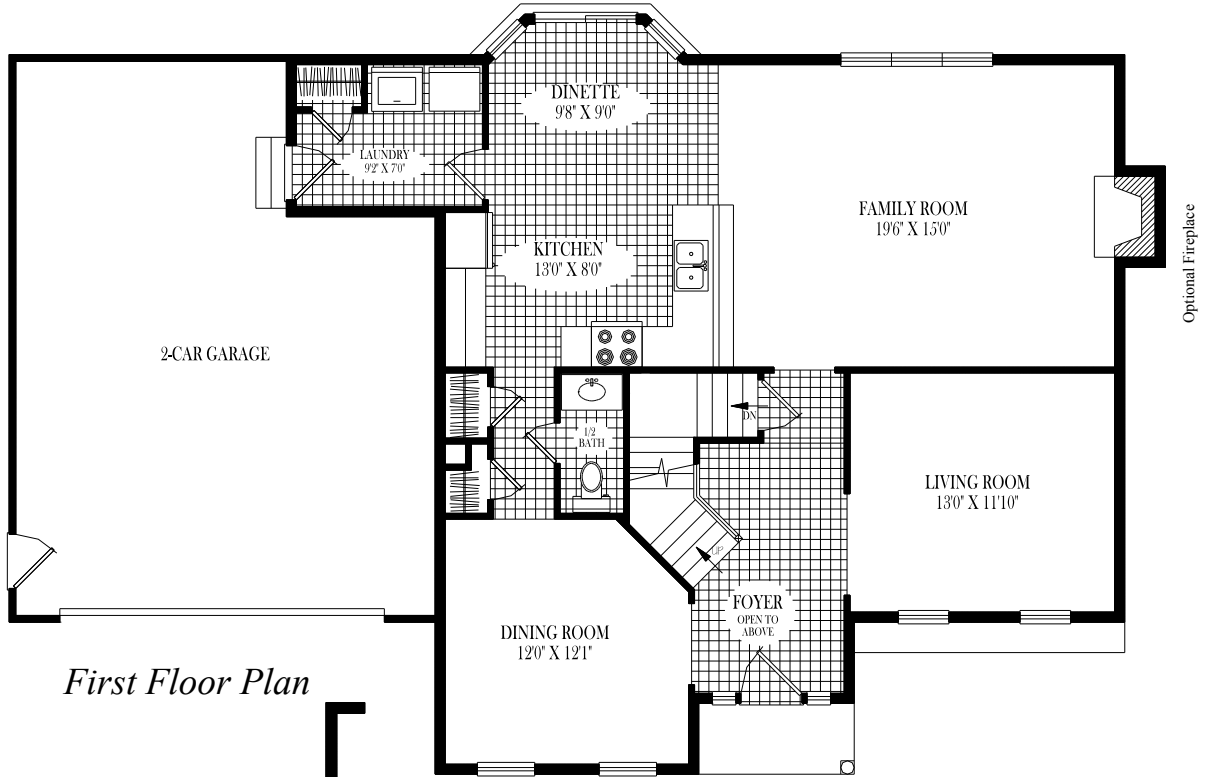 DINETTE
9'8" X 9'0"
LAUNDRY
9'2" X 7'0"
FAMILY ROOM
19'6" X 15'0"
Optional Fireplace
KITCHEN
13'0" X 8'0"
2-CAR GARAGE
DN
1/2
BATH
LIVING ROOM
13'0" X 11'10"
UP
FOYER
OPEN TO
ABOVE
DINING ROOM
12'0" X 12'1"
First Floor Plan